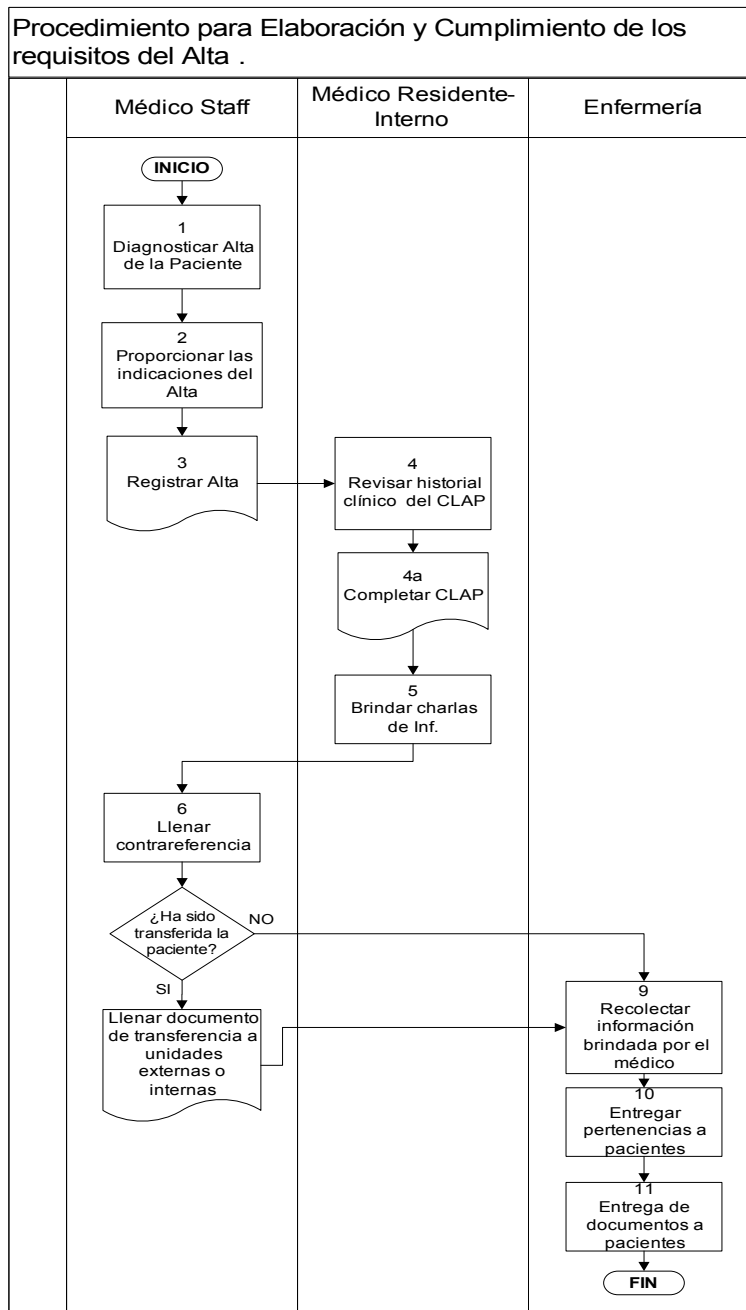 Procedimiento para Elaboración y Cumplimiento de los
requisitos del Alta .
Médico Staff
Médico Residente-
Interno
Enfermería
INICIO
1
Diagnosticar Alta
de la Paciente
2
Proporcionar las
indicaciones del
Alta
3
Registrar Alta
4
Revisar historial
clínico del CLAP
4a
Completar CLAP
5
Brindar charlas
de Inf.
6
Llenar
contrareferencia
¿Ha sido
transferida la
paciente?
NO
SI
Llenar documento
de transferencia a
unidades
externas o
internas
9
Recolectar
información
brindada por el
médico
10
Entregar
pertenencias a
pacientes
11
Entrega de
documentos a
pacientes
FIN